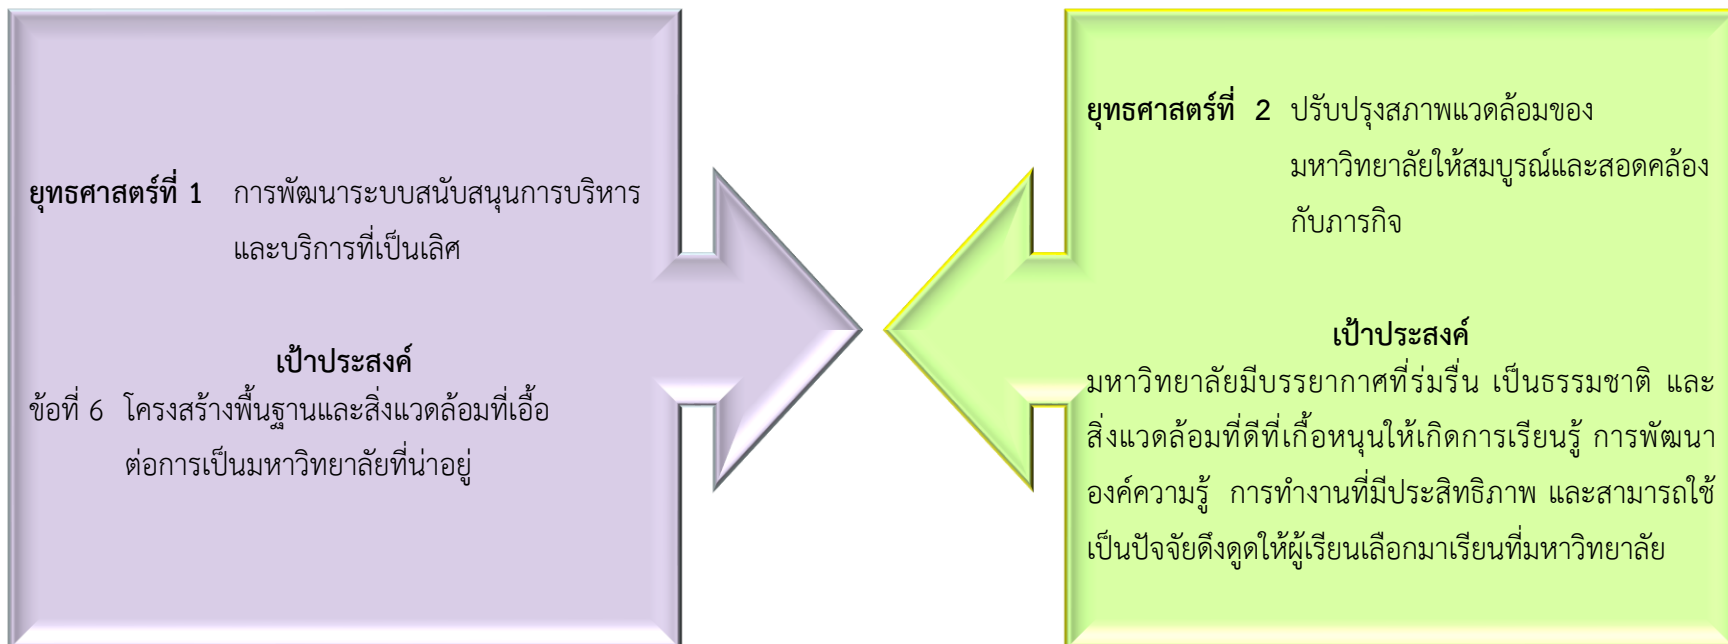 ยุทธศาสตร์ที่ 1 การพัฒนาระบบสนับสนุนการบริหาร
และบริการที่เป็นเลิศ
เป้าประสงค์
ข้อที่ 6 โครงสร้างพื้นฐานและสิ่งแวดล้อมที่เอื้อ
ต่อการเป็นมหาวิทยาลัยที่น่าอยู่
ยุทธศาสตร์ที่ 2 ปรับปรุงสภาพแวดล้อมของ
มหาวิทยาลัยให้สมบูรณ์และสอดคล้อง
กับภารกิจ
เป้าประสงค์
มหาวิทยาลัยมีบรรยากาศที่ร่มรื่น เป็นธรรมชาติ และ
สิ่งแวดล้อมที่ดีที่เกื้อหนุนให้เกิดการเรียนรู้ การพัฒนา
องค์ความรู้ การทำงานที่มีประสิทธิภาพ และสามารถใช้
เป็นปัจจัยดึงดูดให้ผู้เรียนเลือกมาเรียนที่มหาวิทยาลัย